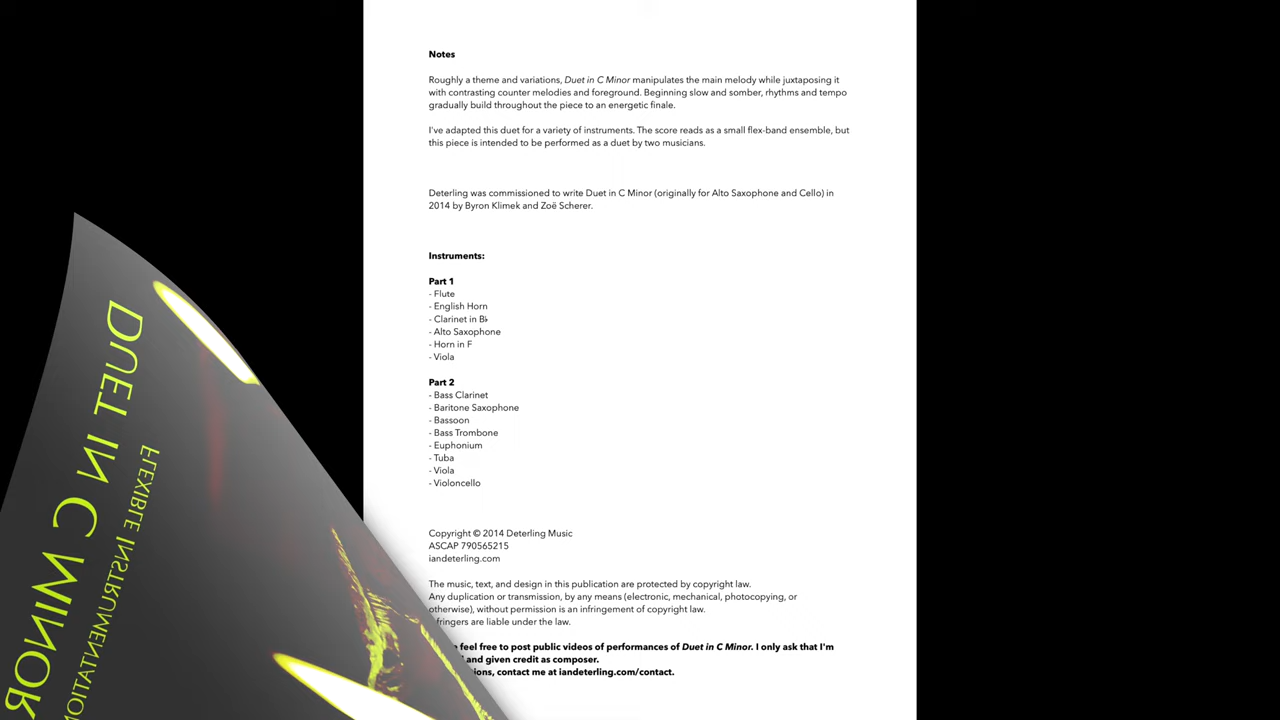 Notes
Roughly a theme and variations, Duet in C Minor manipulates the main melody while juxtaposing it
with contrasting counter melodies and foreground. Beginning slow and somber, rhythms and tempo
gradually build throughout the piece to an energetic finale.
I've adapted this duet for a variety of instruments. The score reads as a small flex-band ensemble, but
this piece is intended to be performed as a duet by two musicians.
Deterling was commissioned to write Duet in C Minor (originally for Alto Saxophone and Cello) in
2014 by Byron Klimek and Zoë Scherer.
Instruments:
Part 1
- Flute
- English Horn
- Clarinet in B♭
- Alto Saxophone
- Horn in F
- Viola
Part 2
- Bass Clarinet
- Baritone Saxophone
- Bassoon
- Bass Trombone
- Euphonium
- Tuba
- Viola
- Violoncello
Copyright © 2014 Deterling Music
ASCAP 790565215
iandeterling.com
The music, text, and design in this publication are protected by copyright law.
Any duplication or transmission, by any means (electronic, mechanical, photocopying, or
otherwise), without permission is an infringement of copyright law.
fringers are liable under the law.
feel free to post public videos of performances of Duet in C Minor. I only ask that I'm
and given credit as composer.
contact me at iandeterling.com/contact.
DUET IN C MINOR
FLEXIBLE INSTRUMENTATION